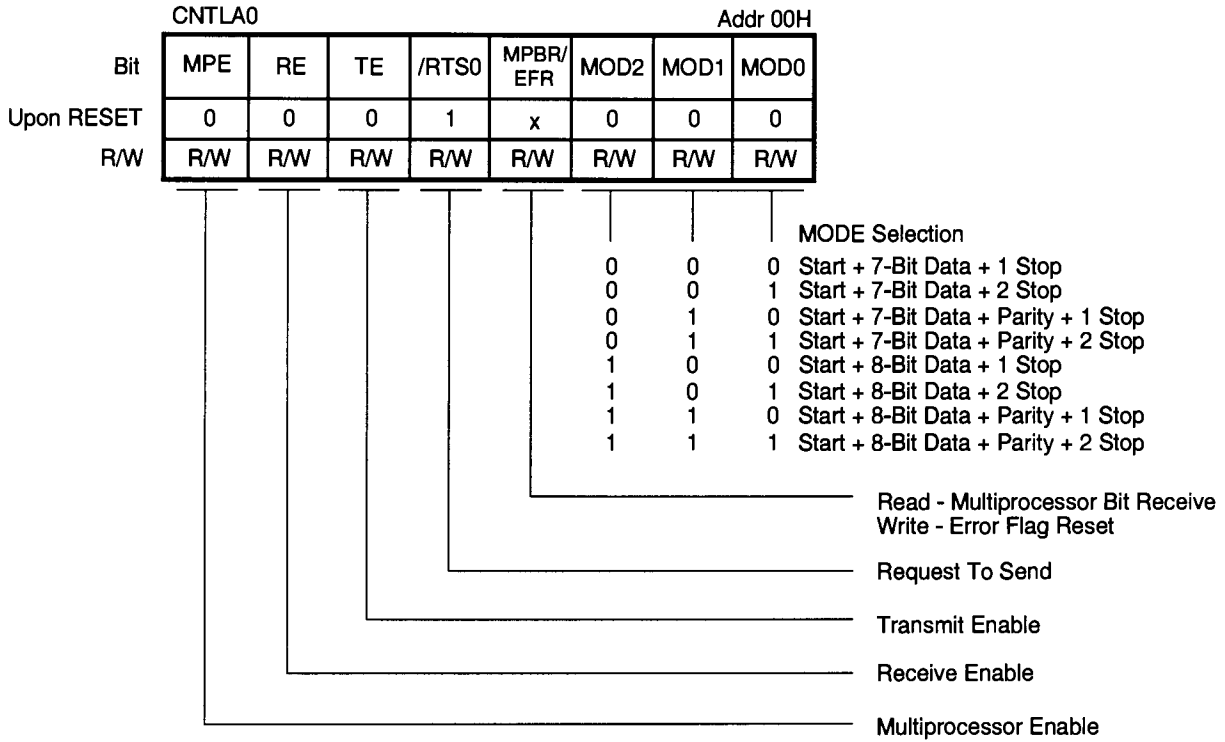 CNTLA0 Addr 00H
Bit MPE RE TE /RTS0 MPBR/ EFR MOD2 MOD1 MOD0
Upon RESET 0 0 0 1 x 0 0 0
R/W R/W R/W R/W R/W R/W R/W R/W R/W
MODE Selection
0 0 0 Start + 7-Bit Data + 1 Stop
0 0 1 Start + 7-Bit Data + 2 Stop
0 1 0 Start + 7-Bit Data + Parity + 1 Stop
0 1 1 Start + 7-Bit Data + Parity + 2 Stop
1 0 0 Start + 8-Bit Data + 1 Stop
1 0 1 Start + 8-Bit Data + 2 Stop
1 1 0 Start + 8-Bit Data + Parity + 1 Stop
1 1 1 Start + 8-Bit Data + Parity + 2 Stop
Read - Multiprocessor Bit Receive
Write - Error Flag Reset
Request To Send
Transmit Enable
Receive Enable
Multiprocessor Enable